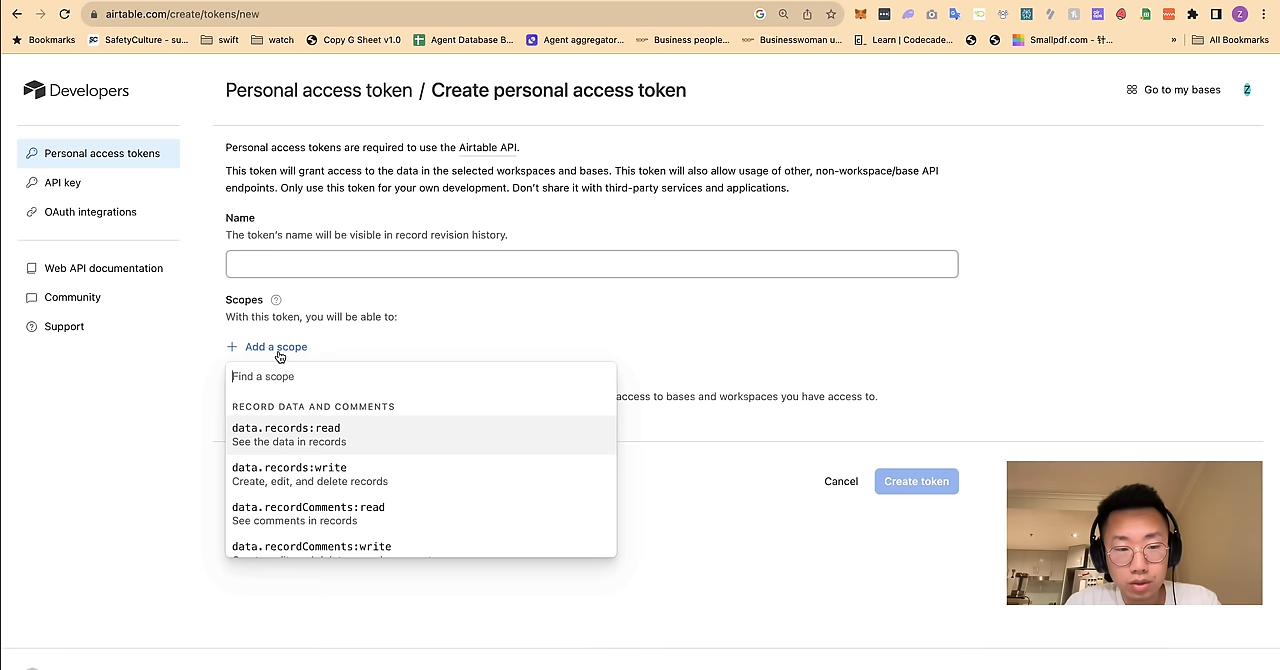 airtable.com/create/tokens/new
Z
Bookmarks
SafetyCulture - su...
swift
watch
Copy G Sheet v1.0
Agent Database B...
Agent aggregator...
Business people...
Businesswoman u...
Learn | Codecade...
Smallpdf.com - 针...
»
All Bookmarks
Developers
Personal access token / Create personal access token
Go to my bases
Z
Personal access tokens
API key
OAuth integrations
Web API documentation
Community
Support
Personal access tokens are required to use the Airtable API.
This token will grant access to the data in the selected workspaces and bases. This token will also allow usage of other, non-workspace/base API
endpoints. Only use this token for your own development. Don't share it with third-party services and applications.
Name
The token's name will be visible in record revision history.
Scopes ?
With this token, you will be able to:
+ Add a scope
Find a scope
access to bases and workspaces you have access to.
RECORD DATA AND COMMENTS
data.records:read
See the data in records
data.records:write
Create, edit, and delete records
data.recordComments:read
See comments in records
data.recordComments:write
Cancel
Create token